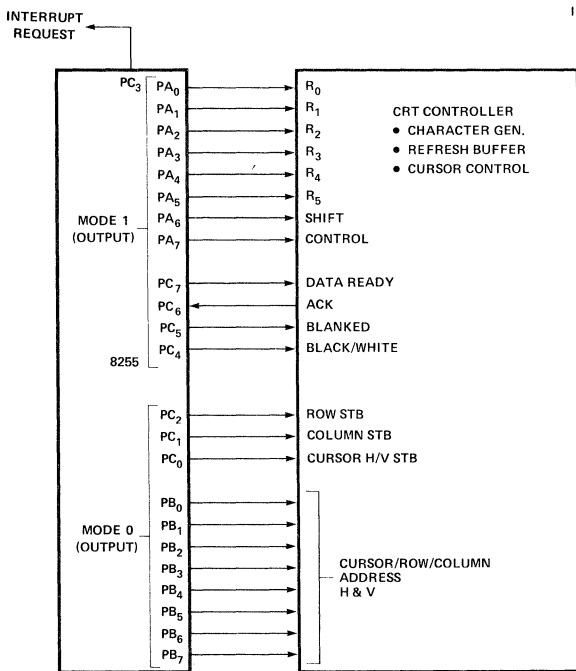 INTERRUPT
REQUEST
PC3
MODE 1
(OUTPUT)
8255
PA0 R0
PA1 R1
PA2 R2
PA3 R3
PA4 R4
PA5 R5
PA6 SHIFT
PA7 CONTROL
PC7 DATA READY
PC6 ACK
PC5 BLANKED
PC4 BLACK/WHITE
CRT CONTROLLER
• CHARACTER GEN.
• REFRESH BUFFER
• CURSOR CONTROL
MODE 0
(OUTPUT)
PC2 ROW STB
PC1 COLUMN STB
PC0 CURSOR H/V STB
PB0
PB1
PB2
PB3
PB4
PB5
PB6
PB7
CURSOR/ROW/COLUMN
ADDRESS
H & V